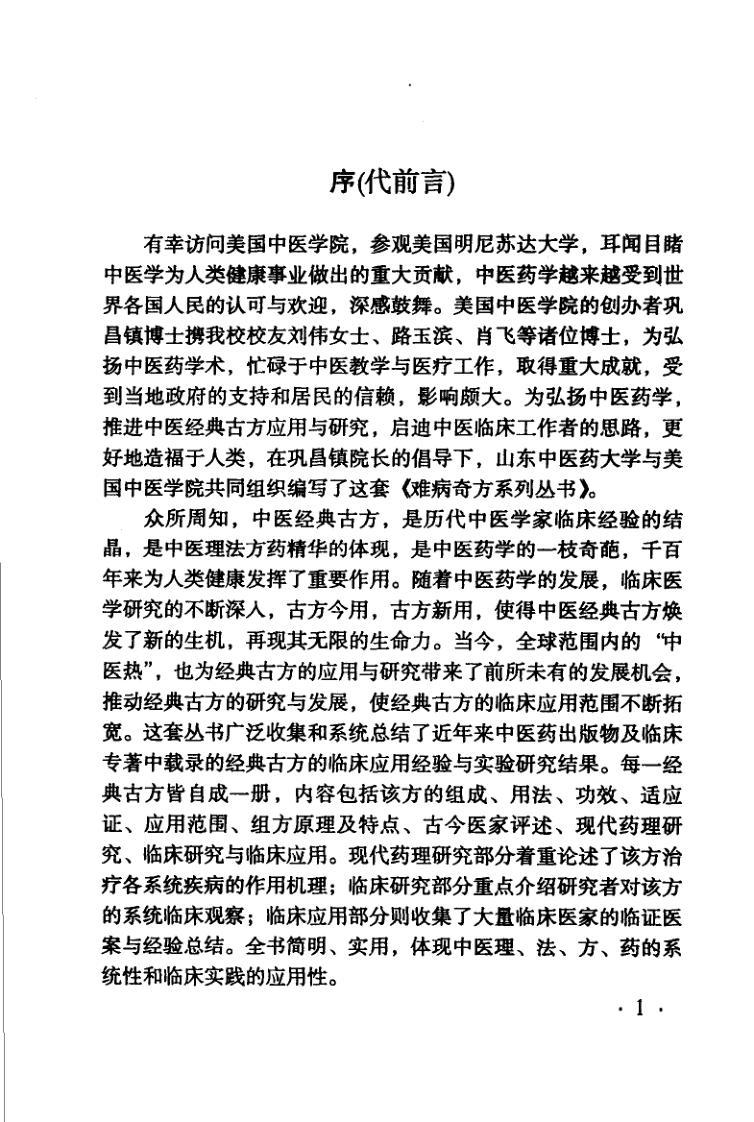 序(代前言)
有幸访问美国中医学院，参观美国明尼苏达大学，耳闻目睹
中医学为人类健康事业做出的重大贡献，中医药学越来越受到世
界各国人民的认可与欢迎，深感鼓舞。美国中医学院的创办者巩
昌镇博士携我校校友刘伟女士、路玉滨、肖飞等诸位博士，为弘
扬中医药学术，忙碌于中医教学与医疗工作，取得重大成就，受
到当地政府的支持和居民的信赖，影响颇大。为弘扬中医药学，
推进中医经典古方应用与研究，启迪中医临床工作者的思路，更
好地造福于人类，在巩昌镇院长的倡导下，山东中医药大学与美
国中医学院共同组织编写了这套《难病奇方系列丛书》。
众所周知，中医经典古方，是历代中医学家临床经验的结
晶，是中医理法方药精华的体现，是中医药学的一枝奇葩，千百
年来为人类健康发挥了重要作用。随着中医药学的发展，临床医
学研究的不断深人，古方今用，古方新用，使得中医经典古方焕
发了新的生机，再现其无限的生命力。当今，全球范围内的“中
医热”，也为经典古方的应用与研究带来了前所未有的发展机会，
推动经典古方的研究与发展，使经典古方的临床应用范围不断拓
宽。这套丛书广泛收集和系统总结了近年来中医药出版物及临床
专著中载录的经典古方的临床应用经验与实验研究结果。每一经
典古方皆自成一册，内容包括该方的组成、用法、功效、适应
证、应用范围、组方原理及特点、古今医家评述、现代药理研
究、临床研究与临床应用。现代药理研究部分着重论述了该方治
疗各系统疾病的作用机理；临床研究部分重点介绍研究者对该方
的系统临床观察；临床应用部分则收集了大量临床医家的临证医
案与经验总结。全书简明、实用，体现中医理、法、方、药的系
统性和临床实践的应用性。
·1·